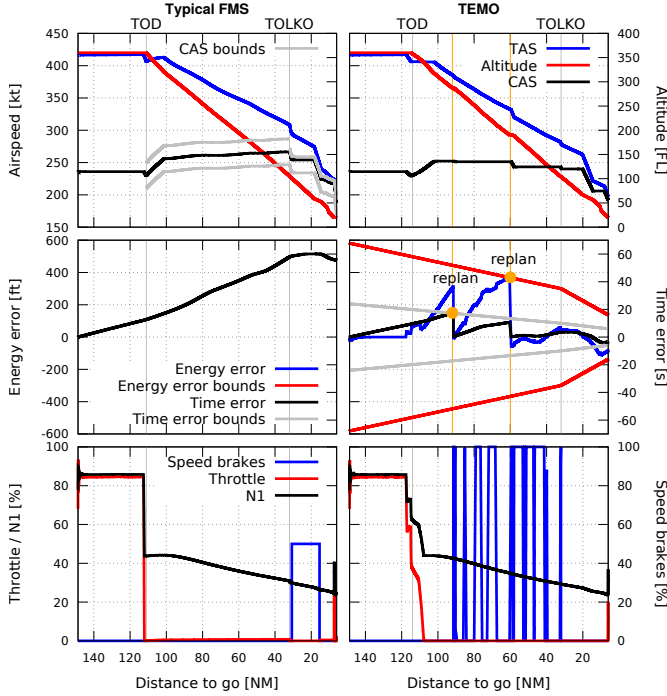 Typical FMS
TEMO
TOD
TOLKO
TOD
TOLKO
450
400
350
300
250
200
150
Airspeed [kt]
CAS bounds
TAS
Altitude
CAS
400
350
300
250
200
150
100
50
0
Altitude [FL]
600
400
200
0
-200
-400
-600
Energy error [ft]
Energy error
Energy error bounds
Time error
Time error bounds
replan
replan
60
40
20
0
-20
-40
-60
Time error [s]
100
80
60
40
20
0
Throttle / N1 [%]
Speed brakes
Throttle
N1
100
80
60
40
20
0
Speed brakes [%]
140 120 100 80 60 40 20
140 120 100 80 60 40 20
Distance to go [NM]
Distance to go [NM]